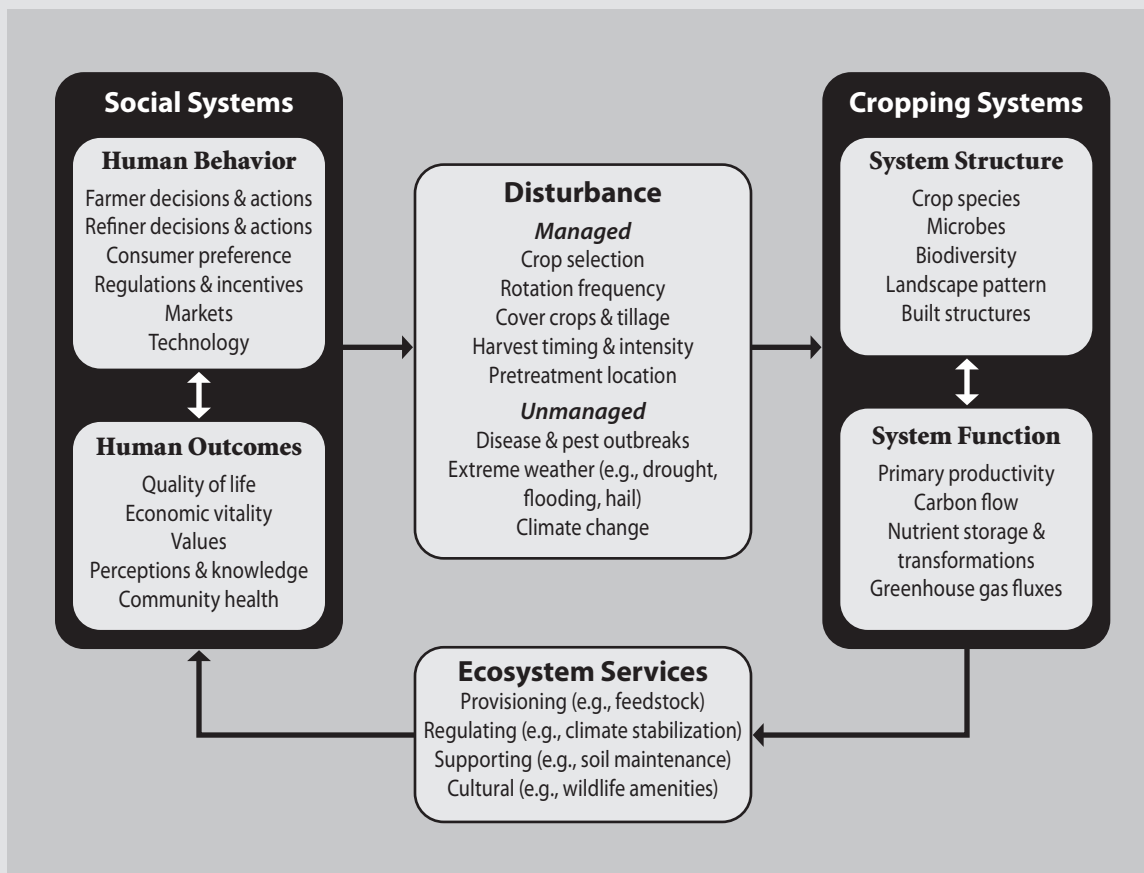 Social Systems
Human Behavior
Farmer decisions & actions
Refiner decisions & actions
Consumer preference
Regulations & incentives
Markets
Technology
Human Outcomes
Quality of life
Economic vitality
Values
Perceptions & knowledge
Community health
Disturbance
Managed
Crop selection
Rotation frequency
Cover crops & tillage
Harvest timing & intensity
Pretreatment location
Unmanaged
Disease & pest outbreaks
Extreme weather (e.g., drought,
flooding, hail)
Climate change
Cropping Systems
System Structure
Crop species
Microbes
Biodiversity
Landscape pattern
Built structures
System Function
Primary productivity
Carbon flow
Nutrient storage &
transformations
Greenhouse gas fluxes
Ecosystem Services
Provisioning (e.g., feedstock)
Regulating (e.g., climate stabilization)
Supporting (e.g., soil maintenance)
Cultural (e.g., wildlife amenities)